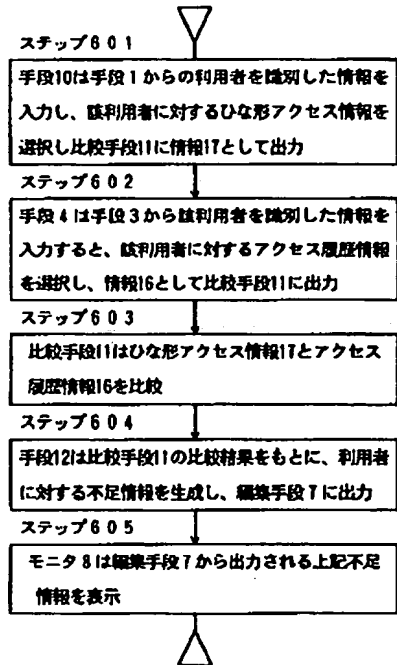 ステップ601
手段10は手段1からの利用者を識別した情報を
入力し、該利用者に対するひな形アクセス情報を
選択し比較手段11に情報17として出力
ステップ602
手段4は手段3から該利用者を識別した情報を
入力すると、該利用者に対するアクセス履歴情報
を選択し、情報16として比較手段11に出力
ステップ603
比較手段11はひな形アクセス情報17とアクセス
履歴情報16を比較
ステップ604
手段12は比較手段11の比較結果をもとに、利用者
に対する不足情報を生成し、編集手段7に出力
ステップ605
モニタ8は編集手段7から出力される上記不足
情報を表示